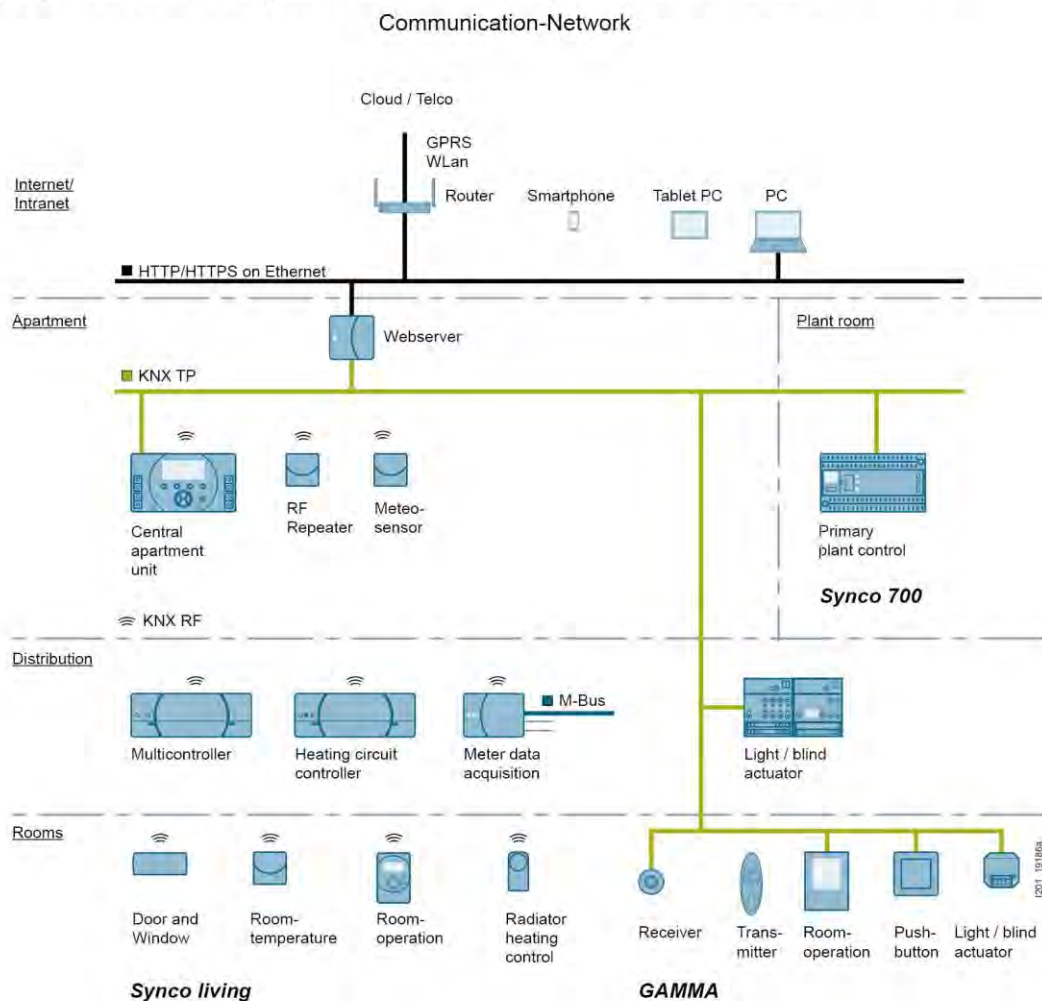 Communication-Network
Cloud / Telco
GPRS
WLan
Internet/
Intranet
Router
Smartphone
Tablet PC
PC
HTTP/HTTPS on Ethernet
Apartment
Plant room
Webserver
KNX TP
Central
apartment
unit
RF
Repeater
Meteo-
sensor
Primary
plant control
Synco 700
KNX RF
Distribution
M-Bus
Multicontroller
Heating circuit
controller
Meter data
acquisition
Light / blind
actuator
Rooms
Door and
Window
Room-
temperature
Room-
operation
Radiator
heating
control
Receiver
Trans-
mitter
Room-
operation
Push-
button
Light / blind
actuator
I201_19186a
Synco living
GAMMA